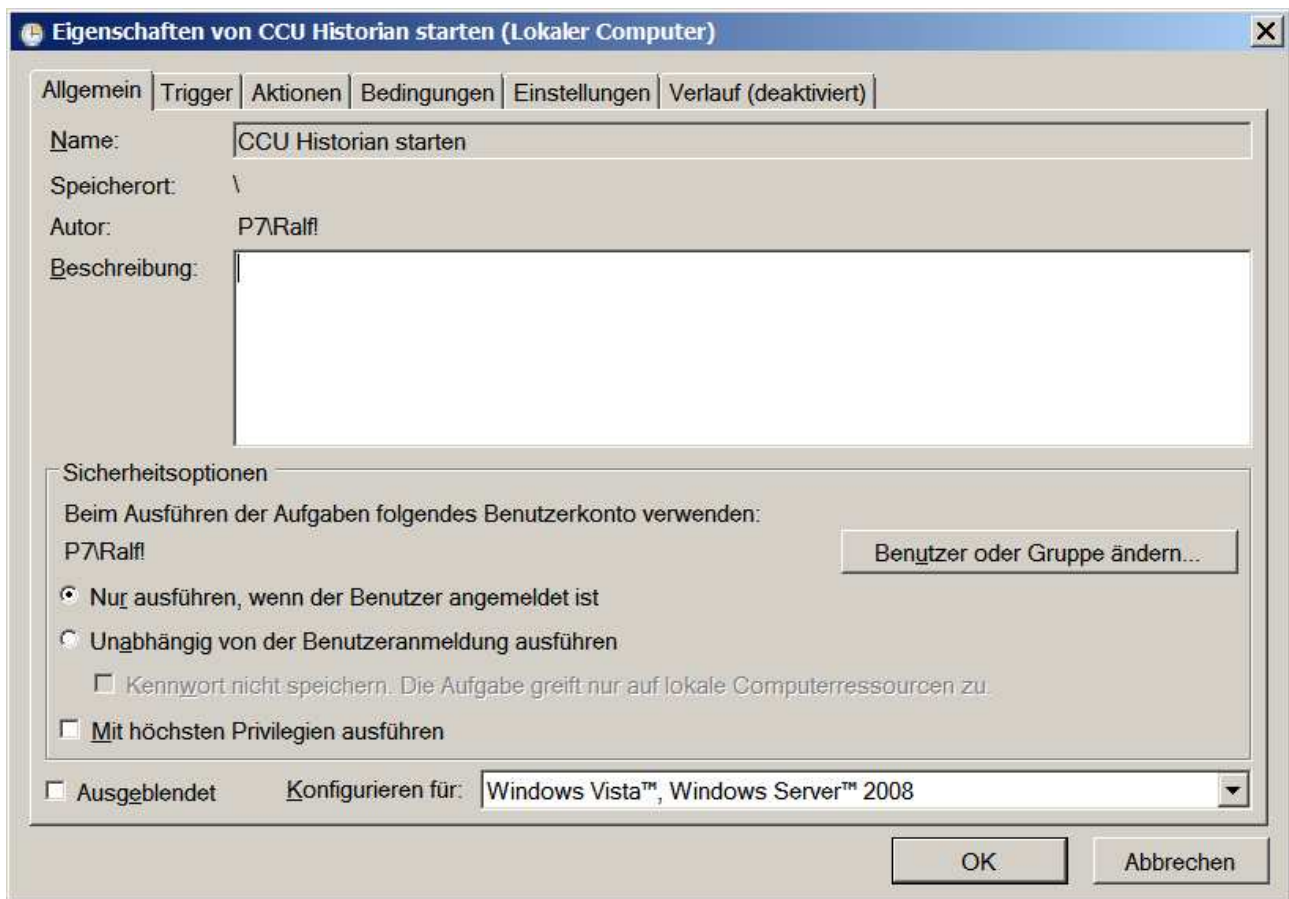 Eigenschaften von CCU Historian starten (Lokaler Computer)
Allgemein Trigger Aktionen Bedingungen Einstellungen Verlauf (deaktiviert)
Name: CCU Historian starten
Speicherort: \
Autor: P7\Ralf!
Beschreibung:
Sicherheitsoptionen
Beim Ausführen der Aufgaben folgendes Benutzerkonto verwenden:
P7\Ralf! Benutzer oder Gruppe ändern...
Nur ausführen, wenn der Benutzer angemeldet ist
Unabhängig von der Benutzeranmeldung ausführen
Kennwort nicht speichern. Die Aufgabe greift nur auf lokale Computerressourcen zu.
Mit höchsten Privilegien ausführen
Ausgeblendet Konfigurieren für: Windows Vista™, Windows Server™ 2008
OK Abbrechen